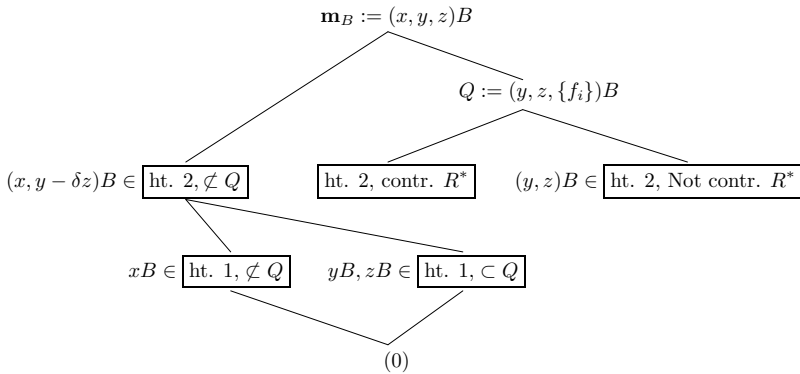 𝐦_B := (x, y, z)B
Q := (y, z, {f_i})B
(x, y − δz)B ∈ ht. 2, ⊄ Q
ht. 2, contr. R*
(y, z)B ∈ ht. 2, Not contr. R*
xB ∈ ht. 1, ⊄ Q
yB, zB ∈ ht. 1, ⊂ Q
(0)